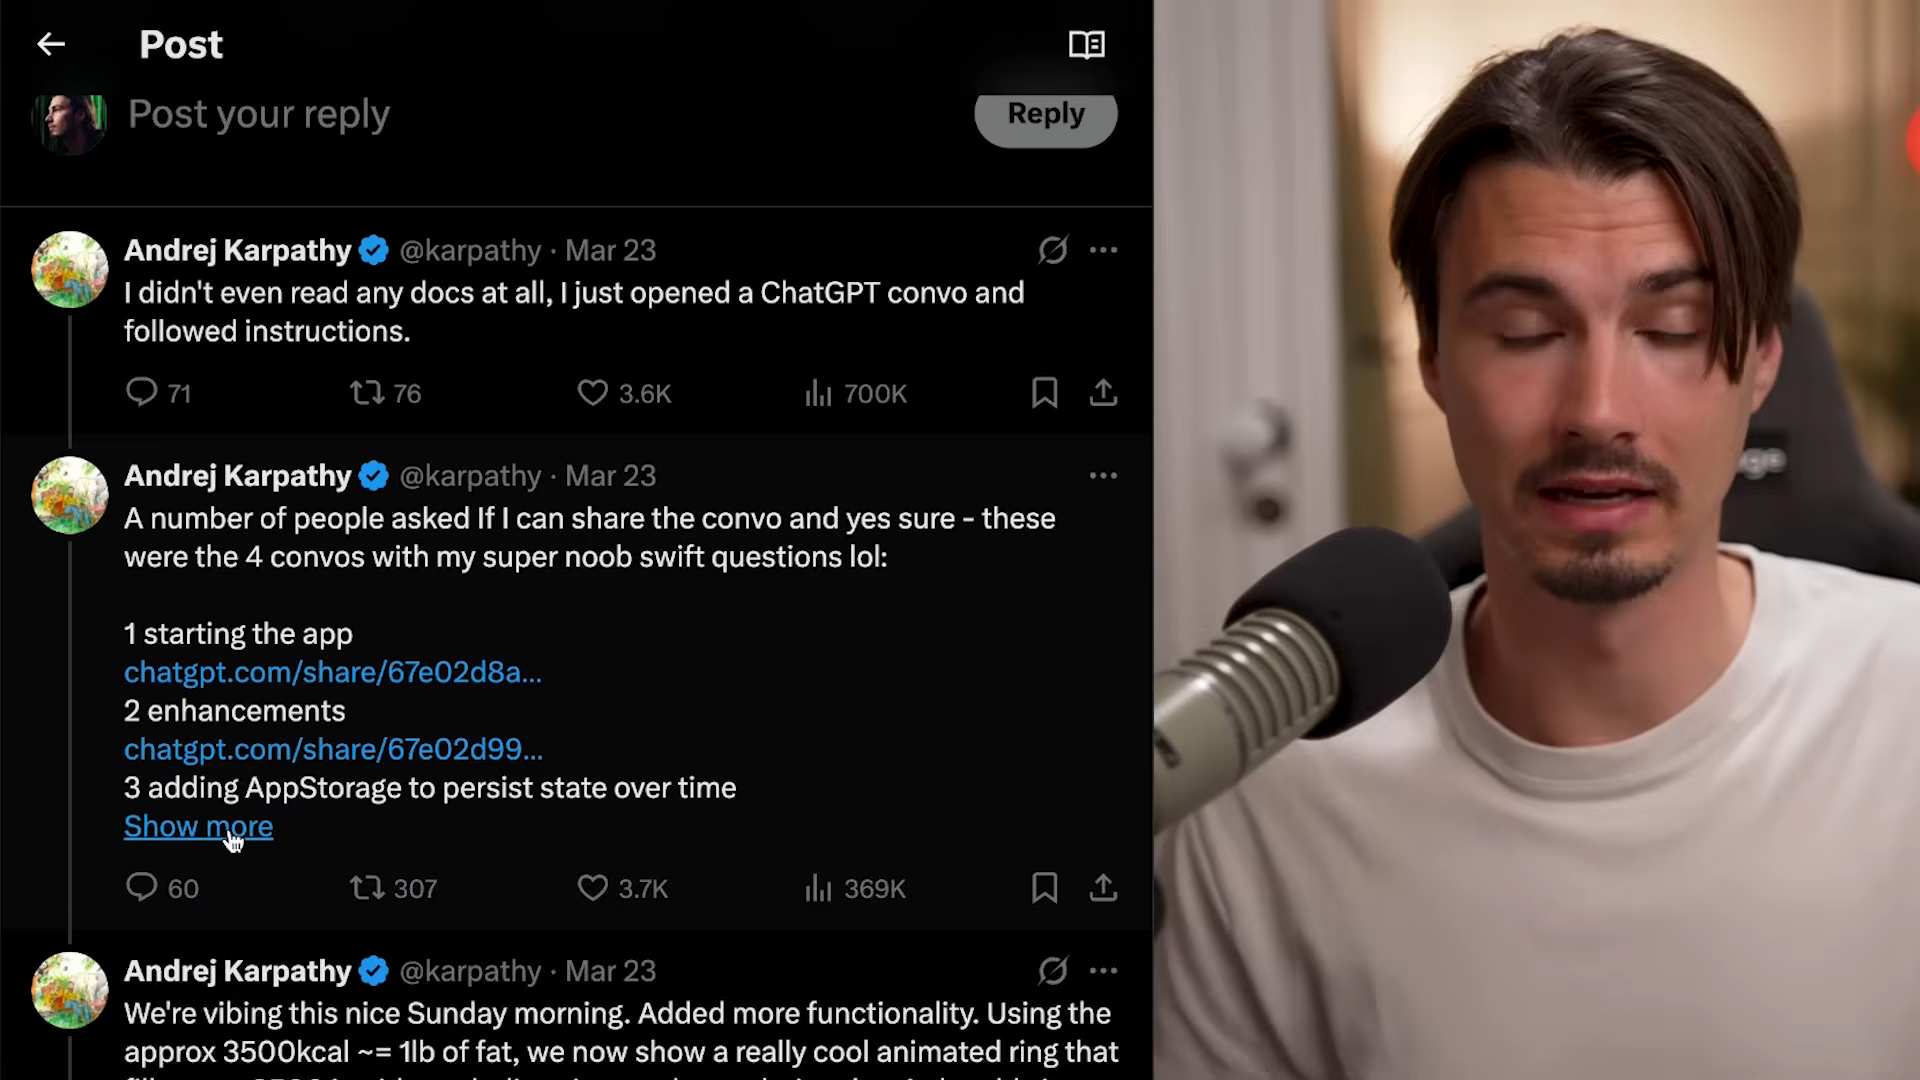 Post
Post your reply
Reply
Andrej Karpathy @karpathy · Mar 23
I didn't even read any docs at all, I just opened a ChatGPT convo and
followed instructions.
71 76 3.6K 700K
Andrej Karpathy @karpathy · Mar 23
A number of people asked If I can share the convo and yes sure - these
were the 4 convos with my super noob swift questions lol:
1 starting the app
chatgpt.com/share/67e02d8a...
2 enhancements
chatgpt.com/share/67e02d99...
3 adding AppStorage to persist state over time
Show more
60 307 3.7K 369K
Andrej Karpathy @karpathy · Mar 23
We're vibing this nice Sunday morning. Added more functionality. Using the
approx 3500kcal ~= 1lb of fat, we now show a really cool animated ring that